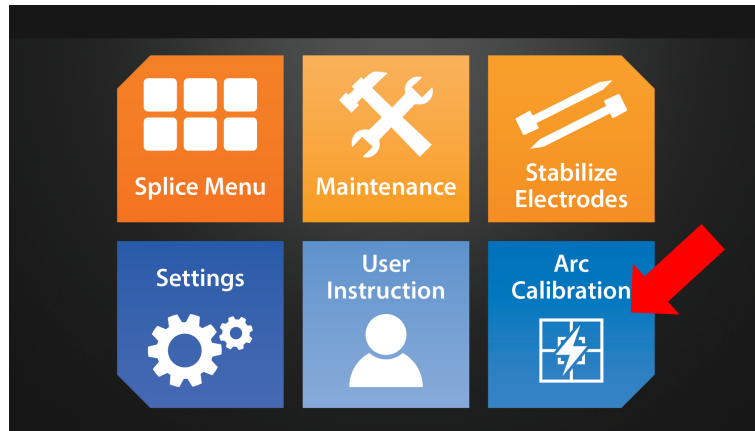 Splice Menu
Maintenance
Stabilize
Electrodes
Settings
User
Instruction
Arc
Calibration